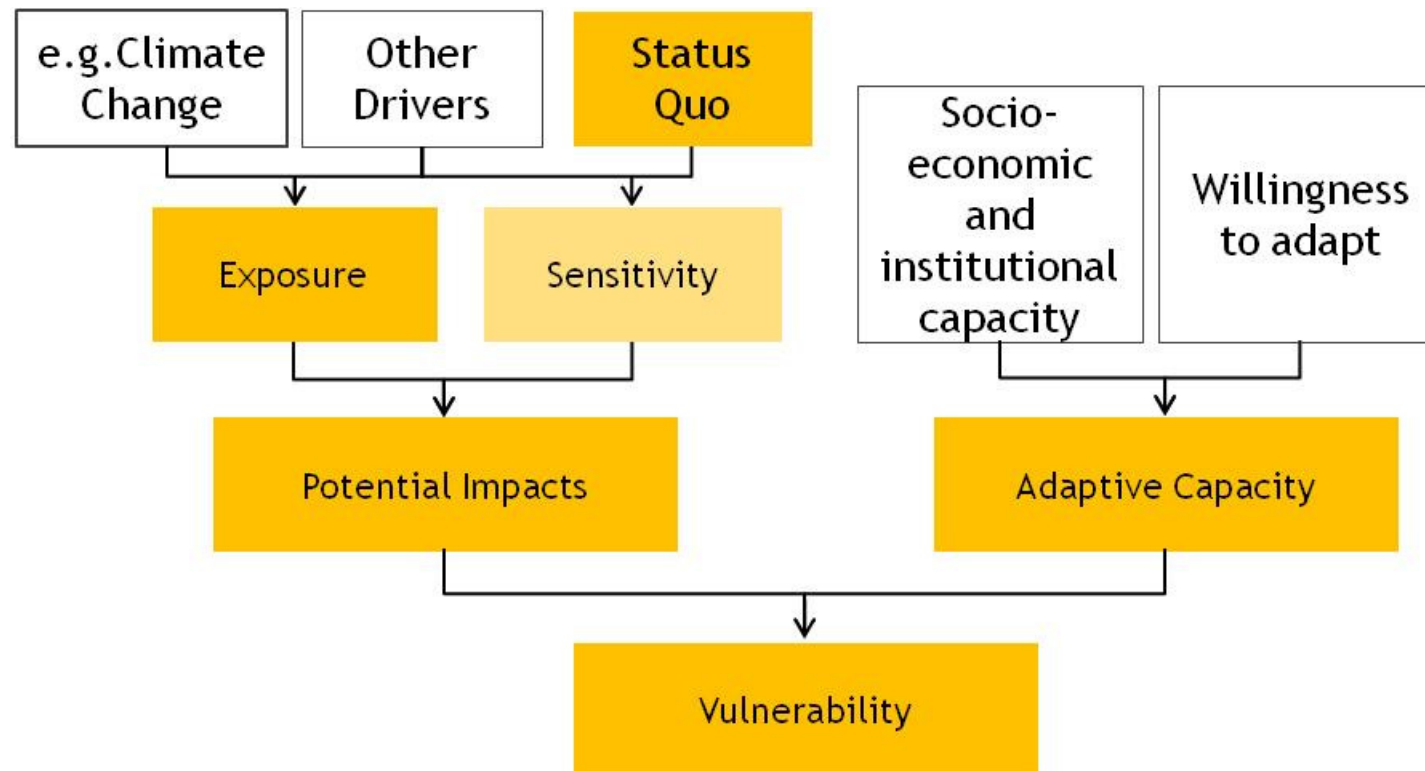 e.g.Climate
Change
Other
Drivers
Status
Quo
Socio-
economic
and
institutional
capacity
Willingness
to adapt
Exposure
Sensitivity
Potential Impacts
Adaptive Capacity
Vulnerability